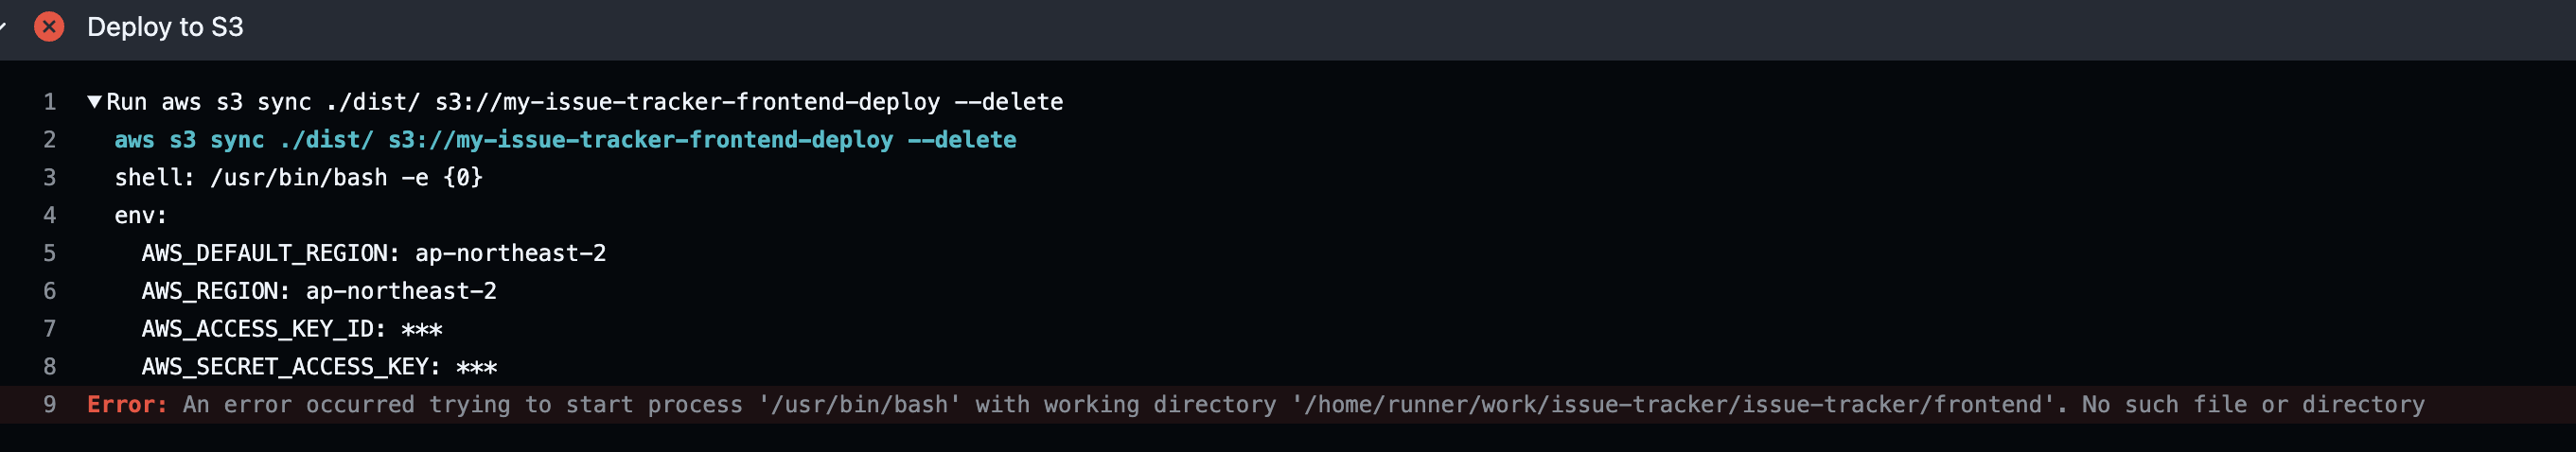 Deploy to S3
1 ▼Run aws s3 sync ./dist/ s3://my-issue-tracker-frontend-deploy --delete
2 aws s3 sync ./dist/ s3://my-issue-tracker-frontend-deploy --delete
3 shell: /usr/bin/bash -e {0}
4 env:
5 AWS_DEFAULT_REGION: ap-northeast-2
6 AWS_REGION: ap-northeast-2
7 AWS_ACCESS_KEY_ID: ***
8 AWS_SECRET_ACCESS_KEY: ***
9 Error: An error occurred trying to start process '/usr/bin/bash' with working directory '/home/runner/work/issue-tracker/issue-tracker/frontend'. No such file or directory